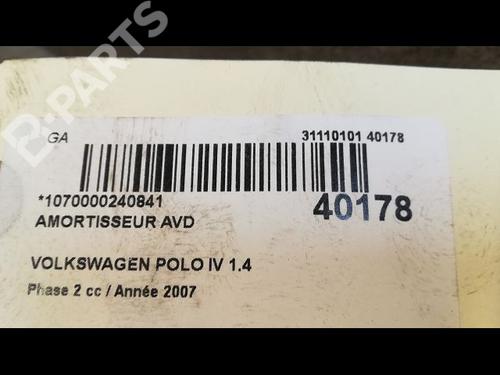 B-PARTS
GA
31110101 40178
*1070000240841
40178
AMORTISSEUR AVD
VOLKSWAGEN POLO IV 1.4
Phase 2 cc / Année 2007